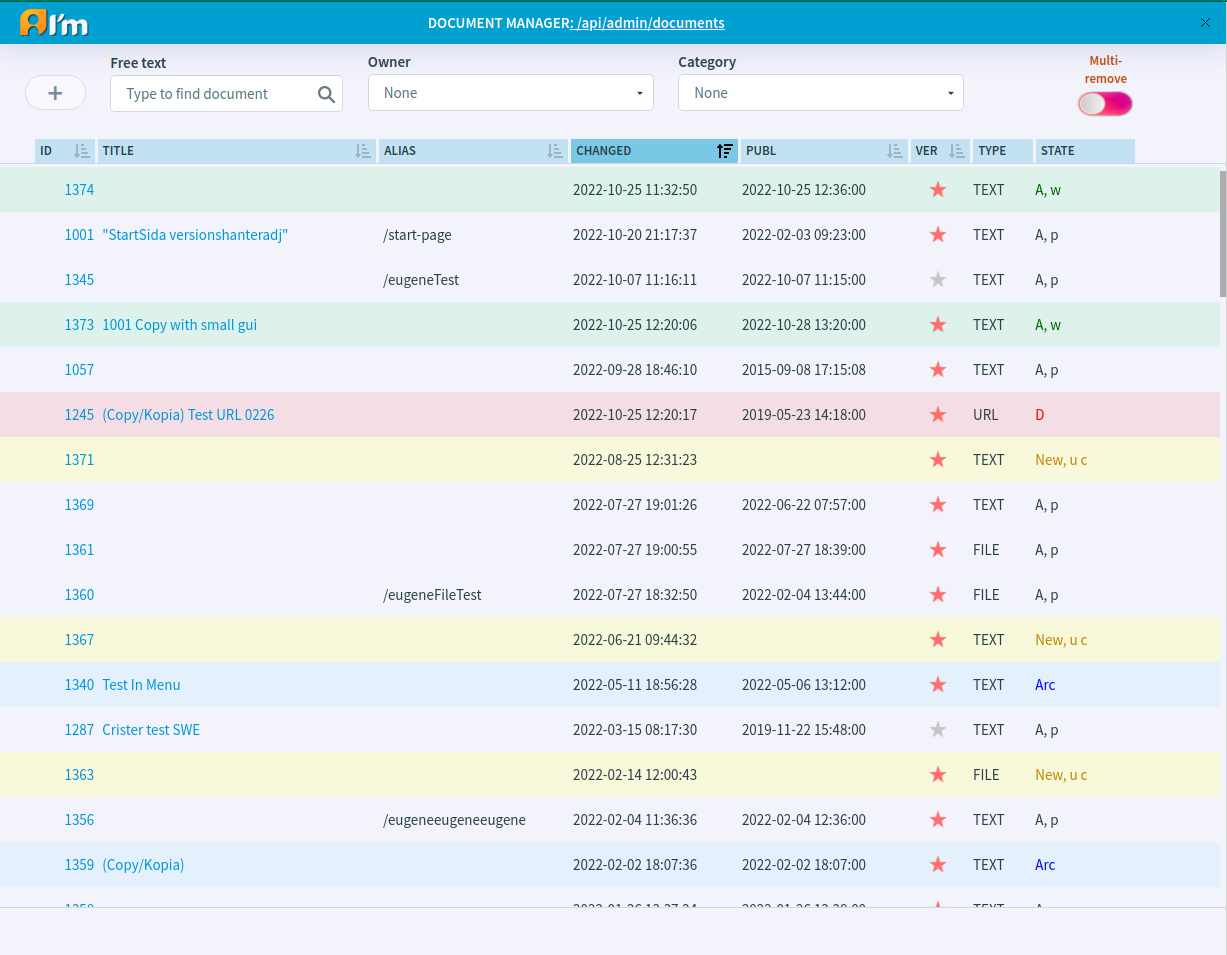 AI'm
DOCUMENT MANAGER: /api/admin/documents
Free text Owner Category Multi-remove
Type to find document None None
ID TITLE ALIAS CHANGED PUBL VER TYPE STATE
1374 2022-10-25 11:32:50 2022-10-25 12:36:00 TEXT A, w
1001 "StartSida versionshanteradj" /start-page 2022-10-20 21:17:37 2022-02-03 09:23:00 TEXT A, p
1345 /eugeneTest 2022-10-07 11:16:11 2022-10-07 11:15:00 TEXT A, p
1373 1001 Copy with small gui 2022-10-25 12:20:06 2022-10-28 13:20:00 TEXT A, w
1057 2022-09-28 18:46:10 2015-09-08 17:15:08 TEXT A, p
1245 (Copy/Kopia) Test URL 0226 2022-10-25 12:20:17 2019-05-23 14:18:00 URL D
1371 2022-08-25 12:31:23 TEXT New, u c
1369 2022-07-27 19:01:26 2022-06-22 07:57:00 TEXT A, p
1361 2022-07-27 19:00:55 2022-07-27 18:39:00 FILE A, p
1360 /eugeneFileTest 2022-07-27 18:32:50 2022-02-04 13:44:00 FILE A, p
1367 2022-06-21 09:44:32 TEXT New, u c
1340 Test In Menu 2022-05-11 18:56:28 2022-05-06 13:12:00 TEXT Arc
1287 Crister test SWE 2022-03-15 08:17:30 2019-11-22 15:48:00 TEXT A, p
1363 2022-02-14 12:00:43 FILE New, u c
1356 /eugeneeugeneeugene 2022-02-04 11:36:36 2022-02-04 12:36:00 TEXT A, p
1359 (Copy/Kopia) 2022-02-02 18:07:36 2022-02-02 18:07:00 TEXT Arc